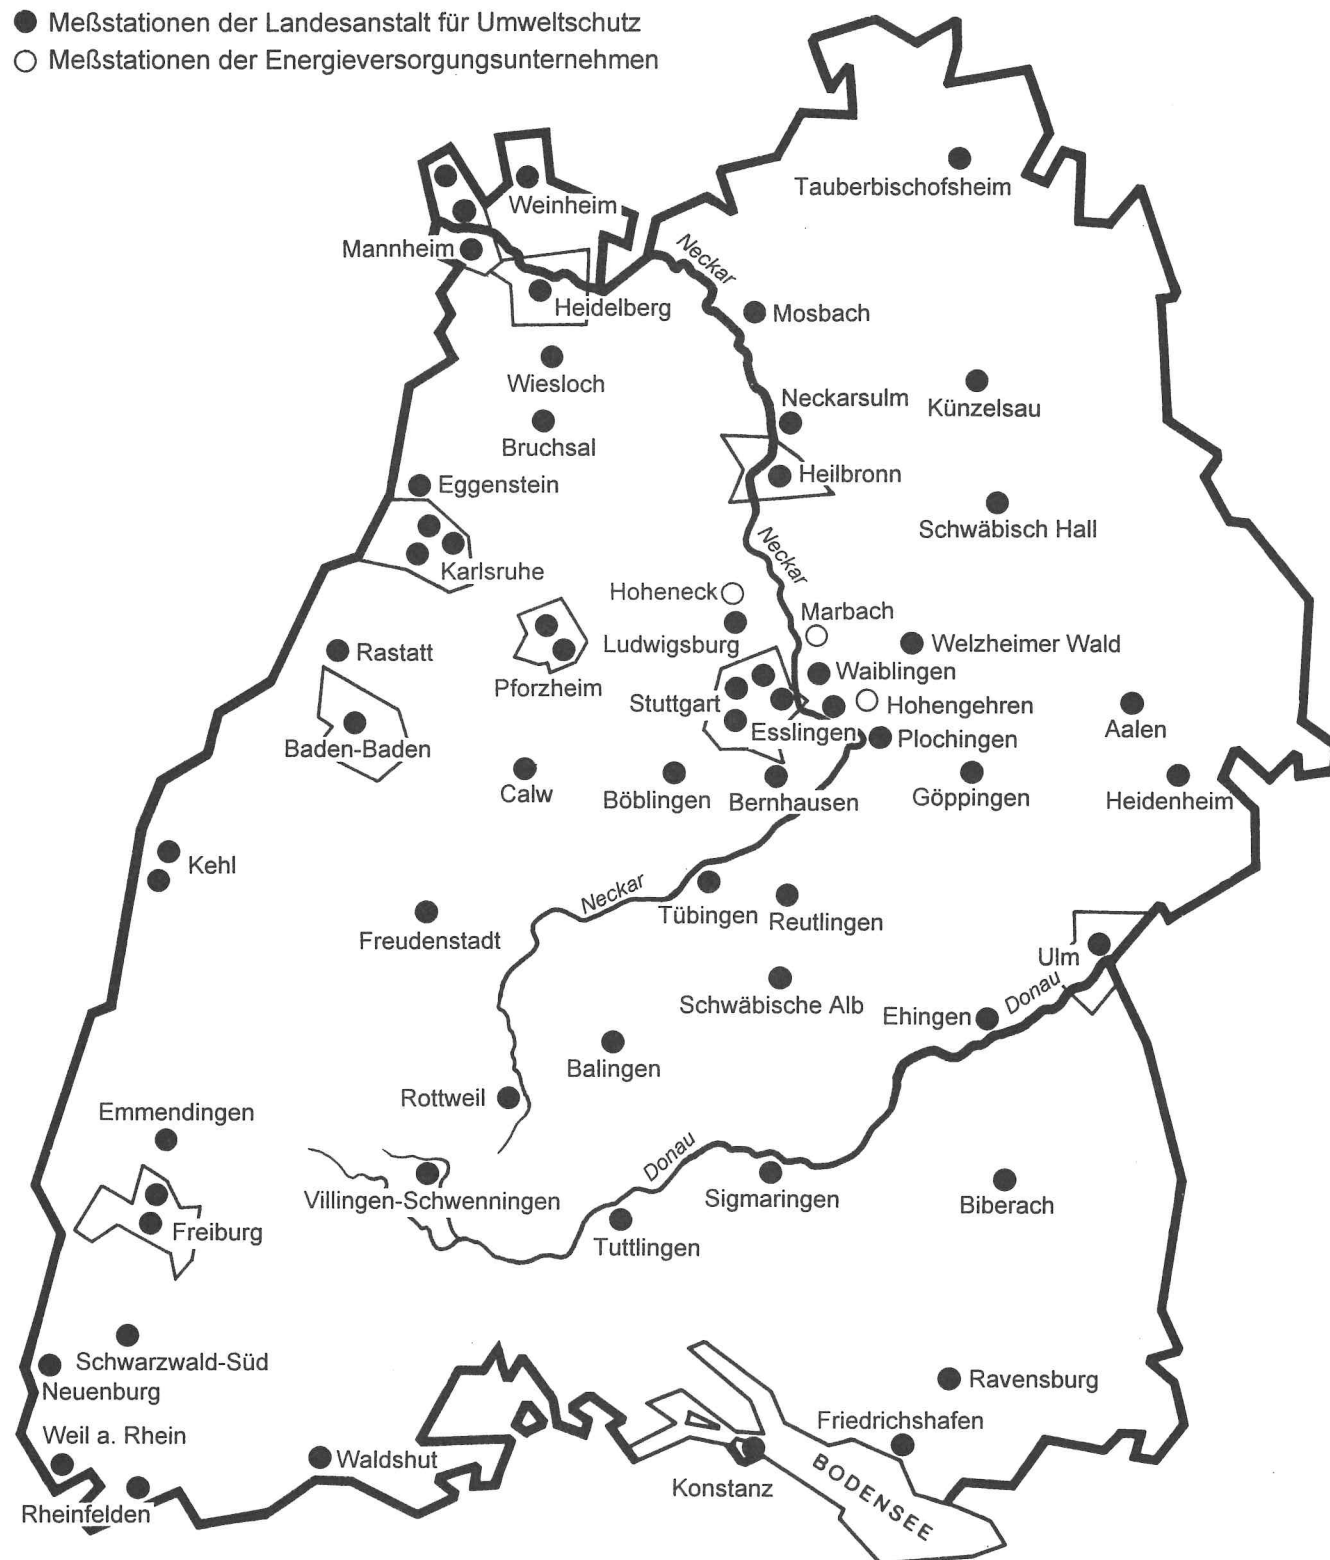 Meßstationen der Landesanstalt für Umweltschutz
Meßstationen der Energieversorgungsunternehmen
Tauberbischofsheim
Weinheim
Mannheim
Neckar
Heidelberg
Mosbach
Wiesloch
Künzelsau
Neckarsulm
Bruchsal
Heilbronn
Eggenstein
Schwäbisch Hall
Neckar
Karlsruhe
Hoheneck
Marbach
Ludwigsburg
Welzheimer Wald
Rastatt
Waiblingen
Pforzheim
Stuttgart
Hohengehren
Esslingen
Aalen
Plochingen
Baden-Baden
Calw
Böblingen
Bernhausen
Göppingen
Heidenheim
Kehl
Neckar
Tübingen
Reutlingen
Freudenstadt
Ulm
Donau
Schwäbische Alb
Ehingen
Balingen
Rottweil
Emmendingen
Donau
Villingen-Schwenningen
Sigmaringen
Biberach
Freiburg
Tuttlingen
Schwarzwald-Süd
Neuenburg
Ravensburg
Friedrichshafen
Weil a. Rhein
Waldshut
Konstanz
BODENSEE
Rheinfelden